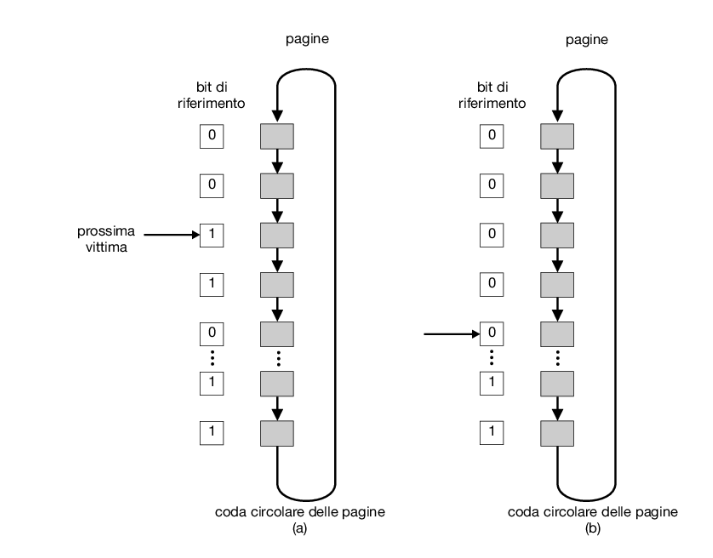 pagine
bit di
riferimento
0
0
prossima
vittima
1
1
0
1
1
coda circolare delle pagine
(a)
pagine
bit di
riferimento
0
0
0
0
0
1
1
coda circolare delle pagine
(b)